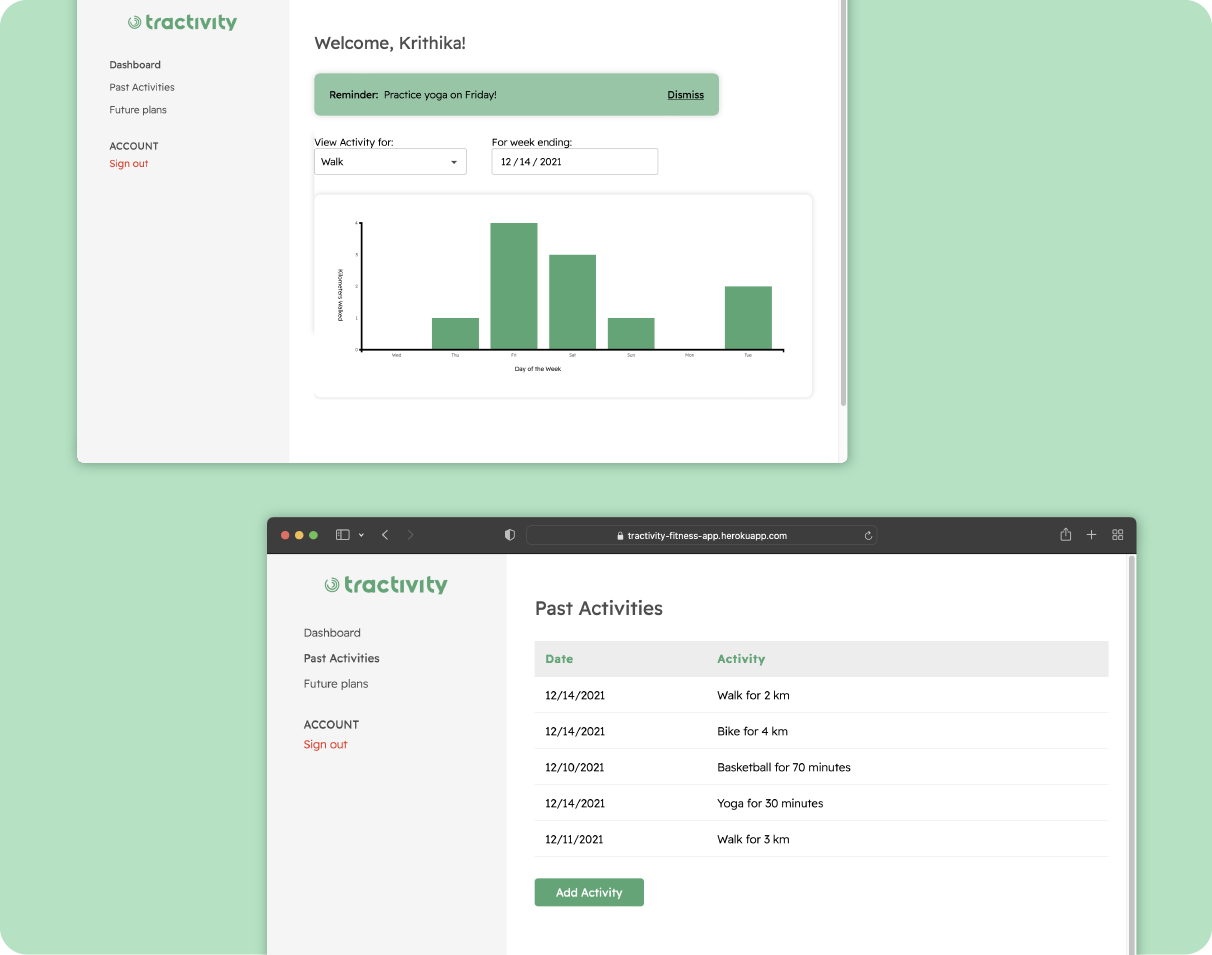 tractivity
Dashboard
Past Activities
Future plans
ACCOUNT
Sign out
Welcome, Krithika!
Reminder: Practice yoga on Friday! Dismiss
View Activity for: For week ending:
Walk 12 / 14 / 2021
4
3
2
1
0
Kilometers walked
Wed Thu Fri Sat Sun Mon Tue
Day of the Week
tractivity-fitness-app.herokuapp.com
tractivity
Dashboard
Past Activities
Future plans
ACCOUNT
Sign out
Past Activities
Date Activity
12/14/2021 Walk for 2 km
12/14/2021 Bike for 4 km
12/10/2021 Basketball for 70 minutes
12/14/2021 Yoga for 30 minutes
12/11/2021 Walk for 3 km
Add Activity